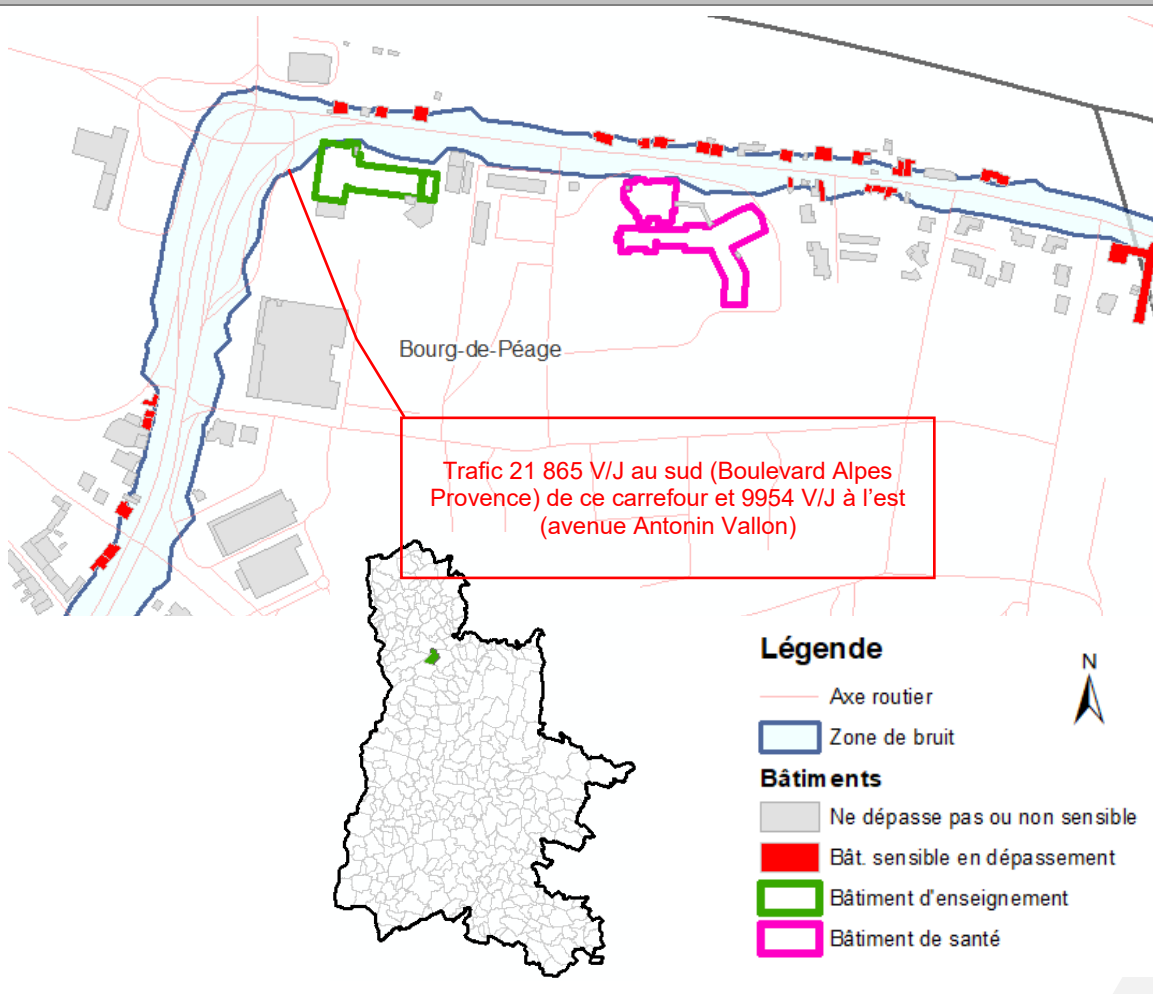 Bourg-de-Péage
Trafic 21 865 V/J au sud (Boulevard Alpes
Provence) de ce carrefour et 9954 V/J à l'est
(avenue Antonin Vallon)
Légende
N
Axe routier
Zone de bruit
Bâtiments
Ne dépasse pas ou non sensible
Bât. sensible en dépassement
Bâtiment d'enseignement
Bâtiment de santé